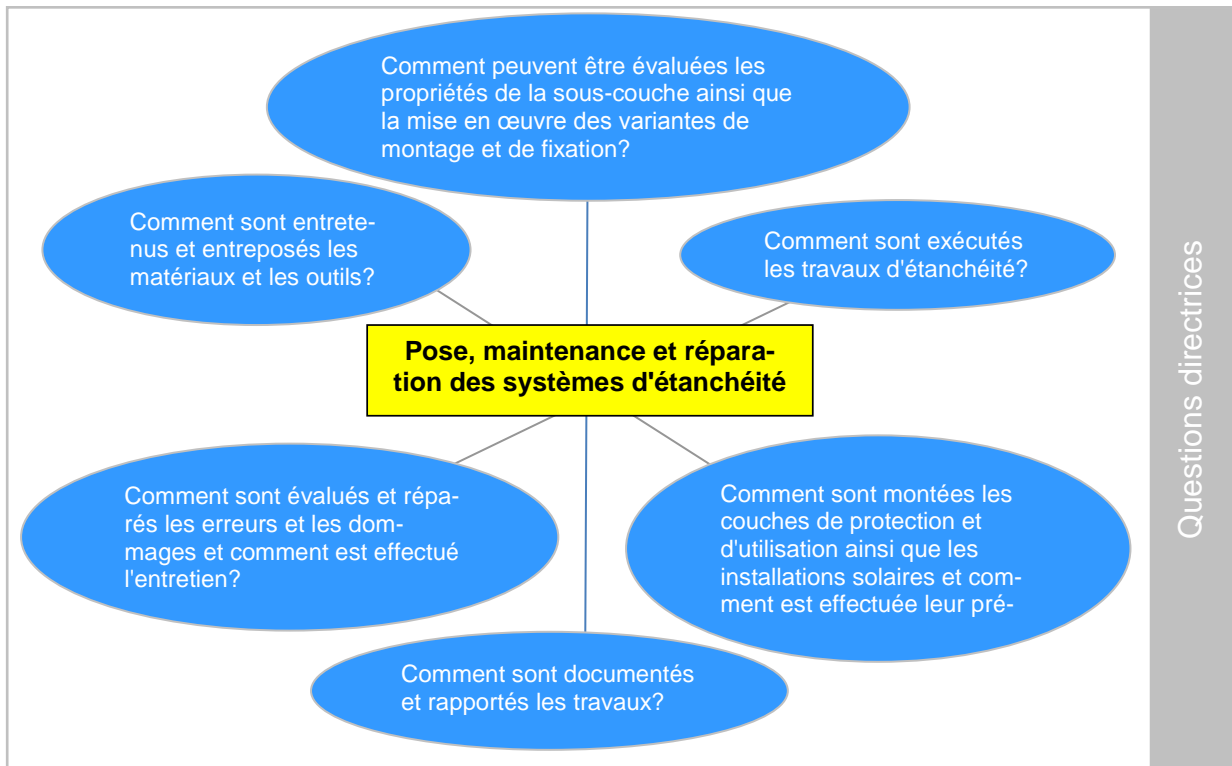 Comment peuvent être évaluées les
propriétés de la sous-couche ainsi que
la mise en œuvre des variantes de
montage et de fixation?
Comment sont entrete-
nus et entreposés les
matériaux et les outils?
Comment sont exécutés
les travaux d'étanchéité?
Pose, maintenance et répara-
tion des systèmes d'étanchéité
Comment sont évalués et répa-
rés les erreurs et les dom-
mages et comment est effectué
l'entretien?
Comment sont montées les
couches de protection et
d'utilisation ainsi que les
installations solaires et com-
ment est effectuée leur pré-
Comment sont documentés
et rapportés les travaux?
Questions directrices